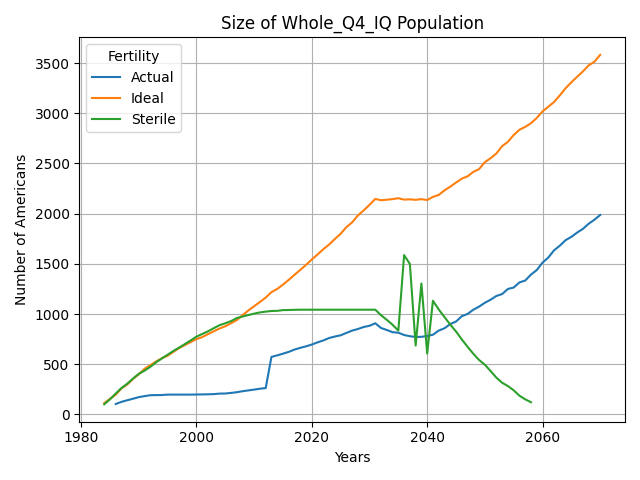 Size of Whole_Q4_IQ Population
Fertility
Actual
Ideal
Sterile
Number of Americans
3500
3000
2500
2000
1500
1000
500
0
1980
2000
2020
2040
2060
Years